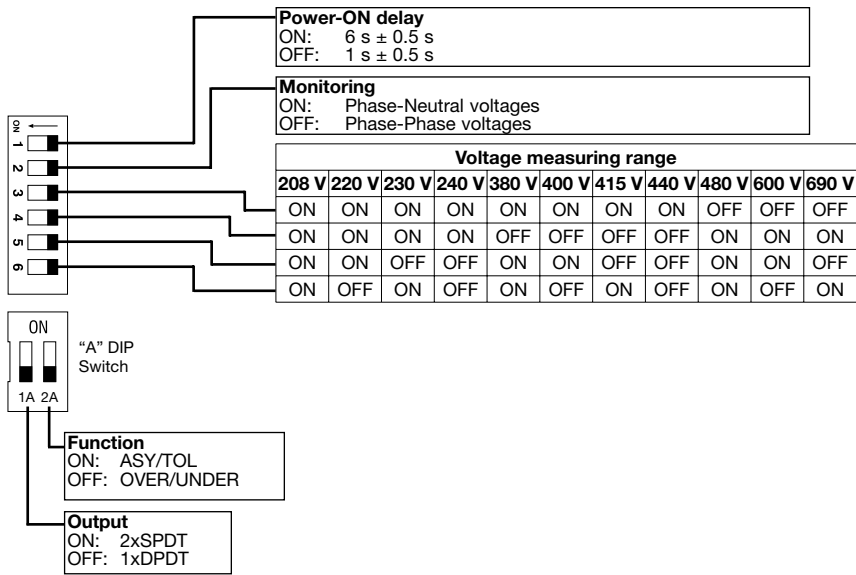 Power-ON delay
ON: 6 s ± 0.5 s
OFF: 1 s ± 0.5 s
Monitoring
ON: Phase-Neutral voltages
OFF: Phase-Phase voltages
ON
1
2
3
4
5
6
Voltage measuring range
208 V 220 V 230 V 240 V 380 V 400 V 415 V 440 V 480 V 600 V 690 V
ON ON ON ON ON ON ON ON OFF OFF OFF
ON ON ON ON OFF OFF OFF OFF ON ON ON
ON ON OFF OFF ON ON OFF OFF ON ON OFF
ON OFF ON OFF ON OFF ON OFF ON OFF ON
ON
1A 2A
“A” DIP
Switch
Function
ON: ASY/TOL
OFF: OVER/UNDER
Output
ON: 2xSPDT
OFF: 1xDPDT